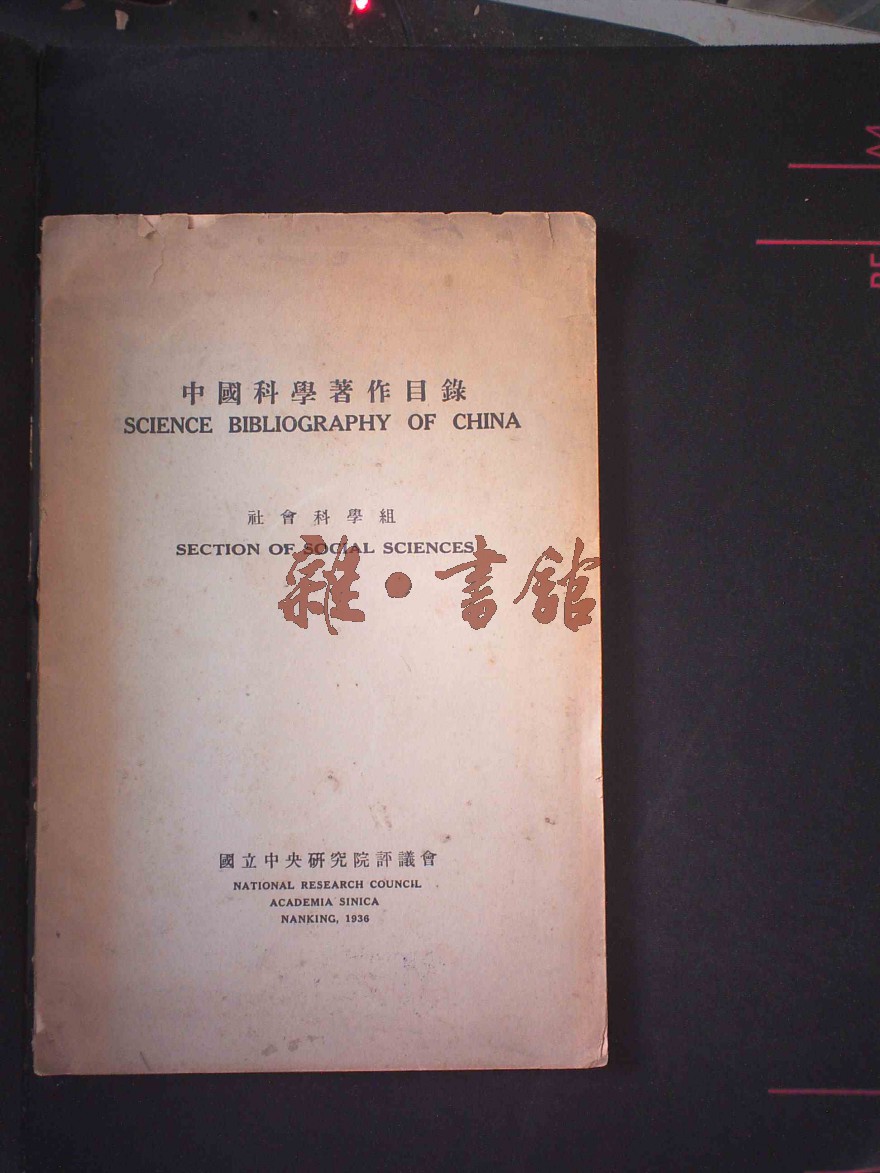 中國科學著作目錄
SCIENCE BIBLIOGRAPHY OF CHINA
社會科學組
SECTION OF SOCIAL SCIENCES
雜·書館
國立中央研究院評議會
NATIONAL RESEARCH COUNCIL
ACADEMIA SINICA
NANKING, 1936